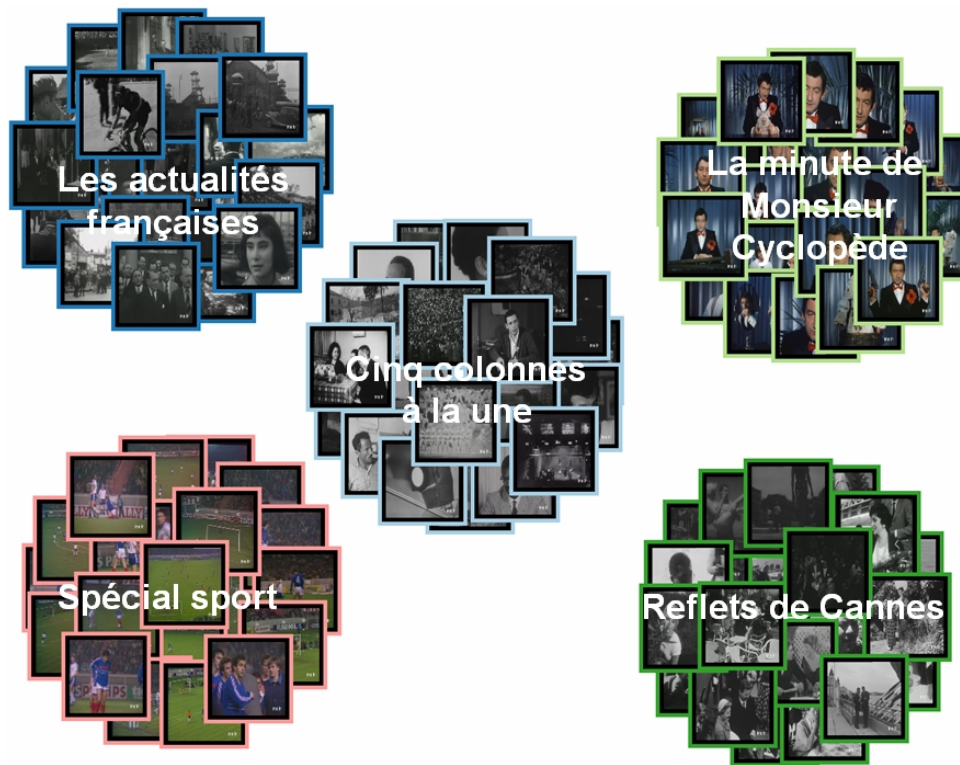 Les actualités
françaises
La minute de
Monsieur
Cyclopède
Cinq colonnes
à la une
Spécial sport
Reflets de Cannes